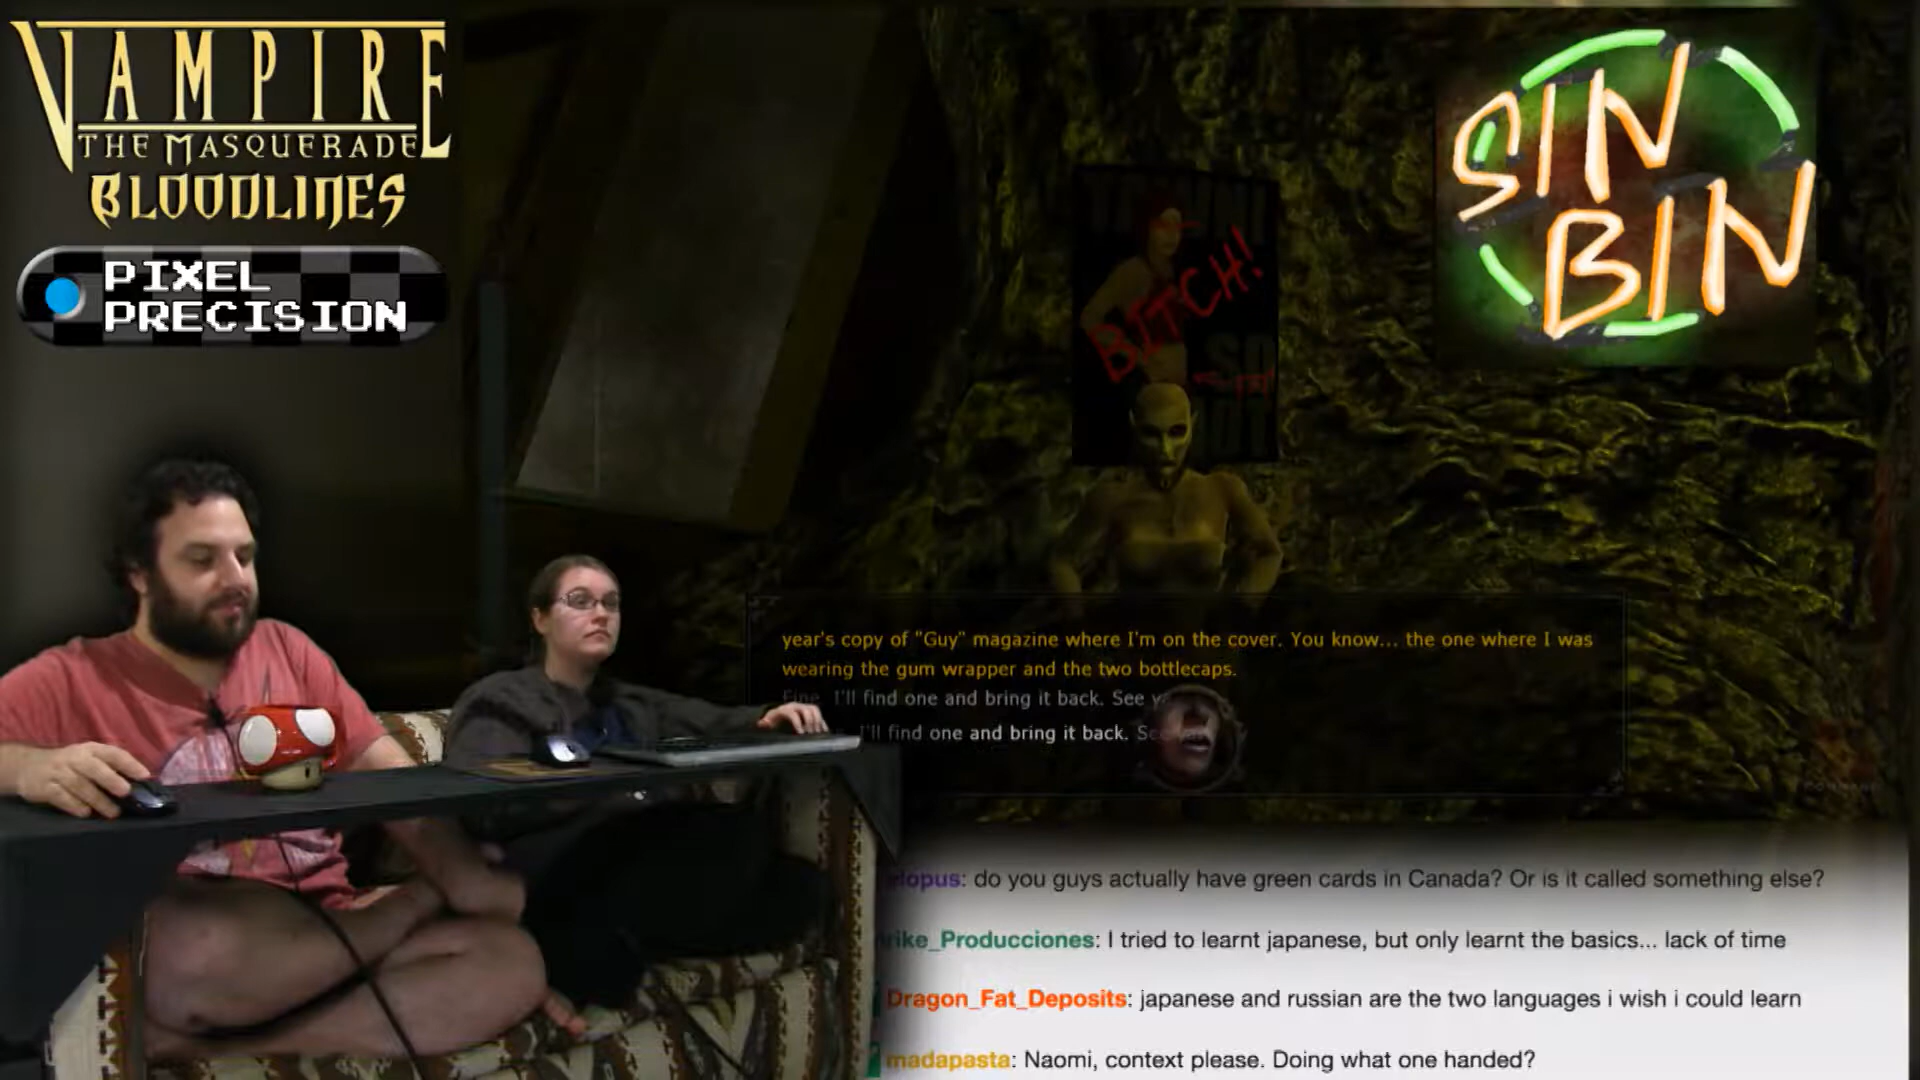 VAMPIRE
THE MASQUERADE
BLOODLINES
PIXEL
PRECISION
SIN
BIN
BITCH!
year's copy of "Guy" magazine where I'm on the cover. You know... the one where I was
wearing the gum wrapper and the two bottlecaps.
Fine. I'll find one and bring it back. See
I'll find one and bring it back.
do you guys actually have green cards in Canada? Or is it called something else?
rike_Producciones: I tried to learnt japanese, but only learnt the basics... lack of time
Dragon_Fat_Deposits: japanese and russian are the two languages i wish i could learn
madapasta: Naomi, context please. Doing what one handed?